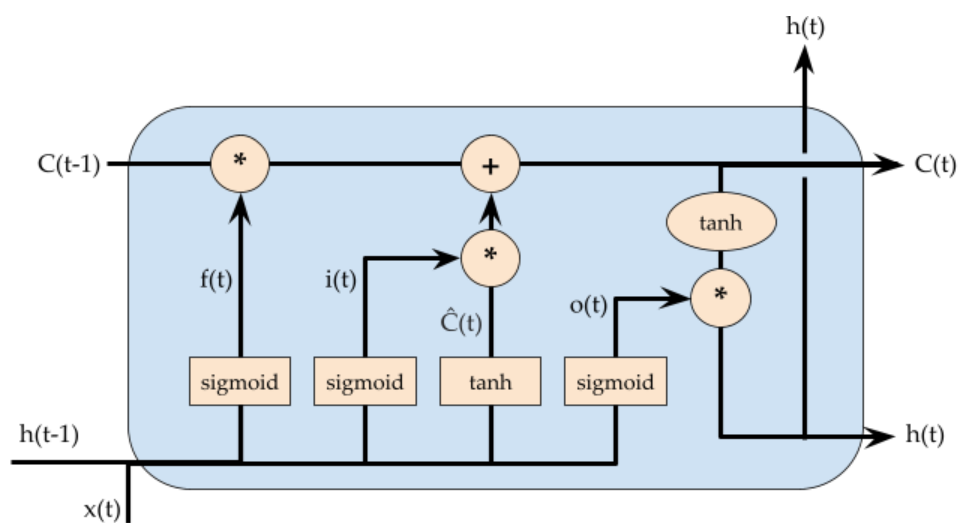 h(t)
C(t-1)
*
+
C(t)
tanh
f(t)
i(t)
*
o(t)
*
Ĉ(t)
sigmoid
sigmoid
tanh
sigmoid
h(t-1)
h(t)
x(t)